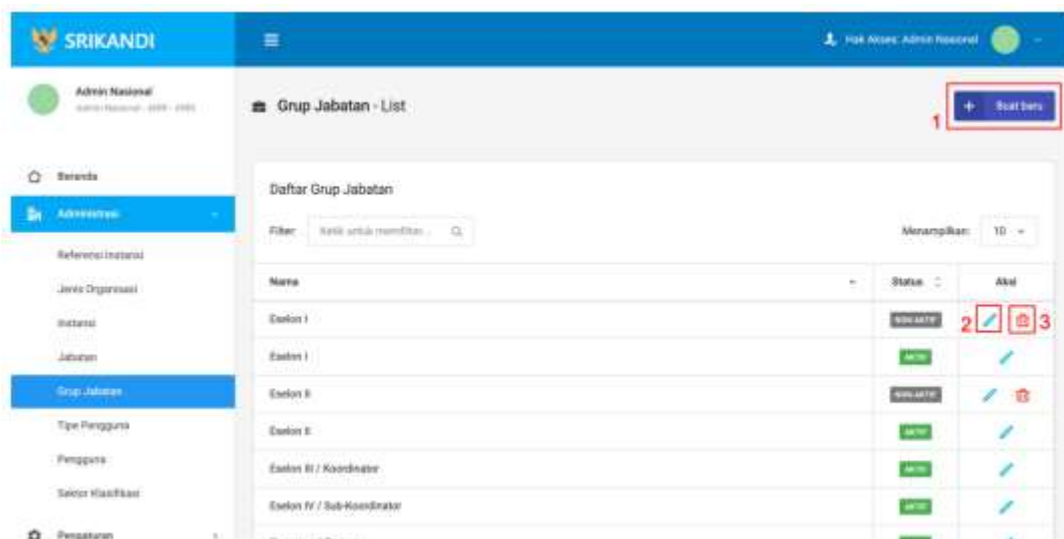 SRIKANDI
Hak Akses: Admin Nasional
Admin Nasional
Grup Jabatan - List
1
+ Buat baru
Beranda
Daftar Grup Jabatan
Administrasi
Filter: Ketik untuk memfilter... Menampilkan: 10
Referensi Instansi
Nama Status Aksi
Jenis Organisasi
Eselon I NON AKTIF 2 3
Instansi
Jabatan
Eselon I AKTIF
Grup Jabatan
Eselon II NON AKTIF
Tipe Pengguna
Eselon II AKTIF
Pengguna
Eselon III / Koordinator AKTIF
Sektor Klasifikasi
Eselon IV / Sub-Koordinator AKTIF
Pengaturan